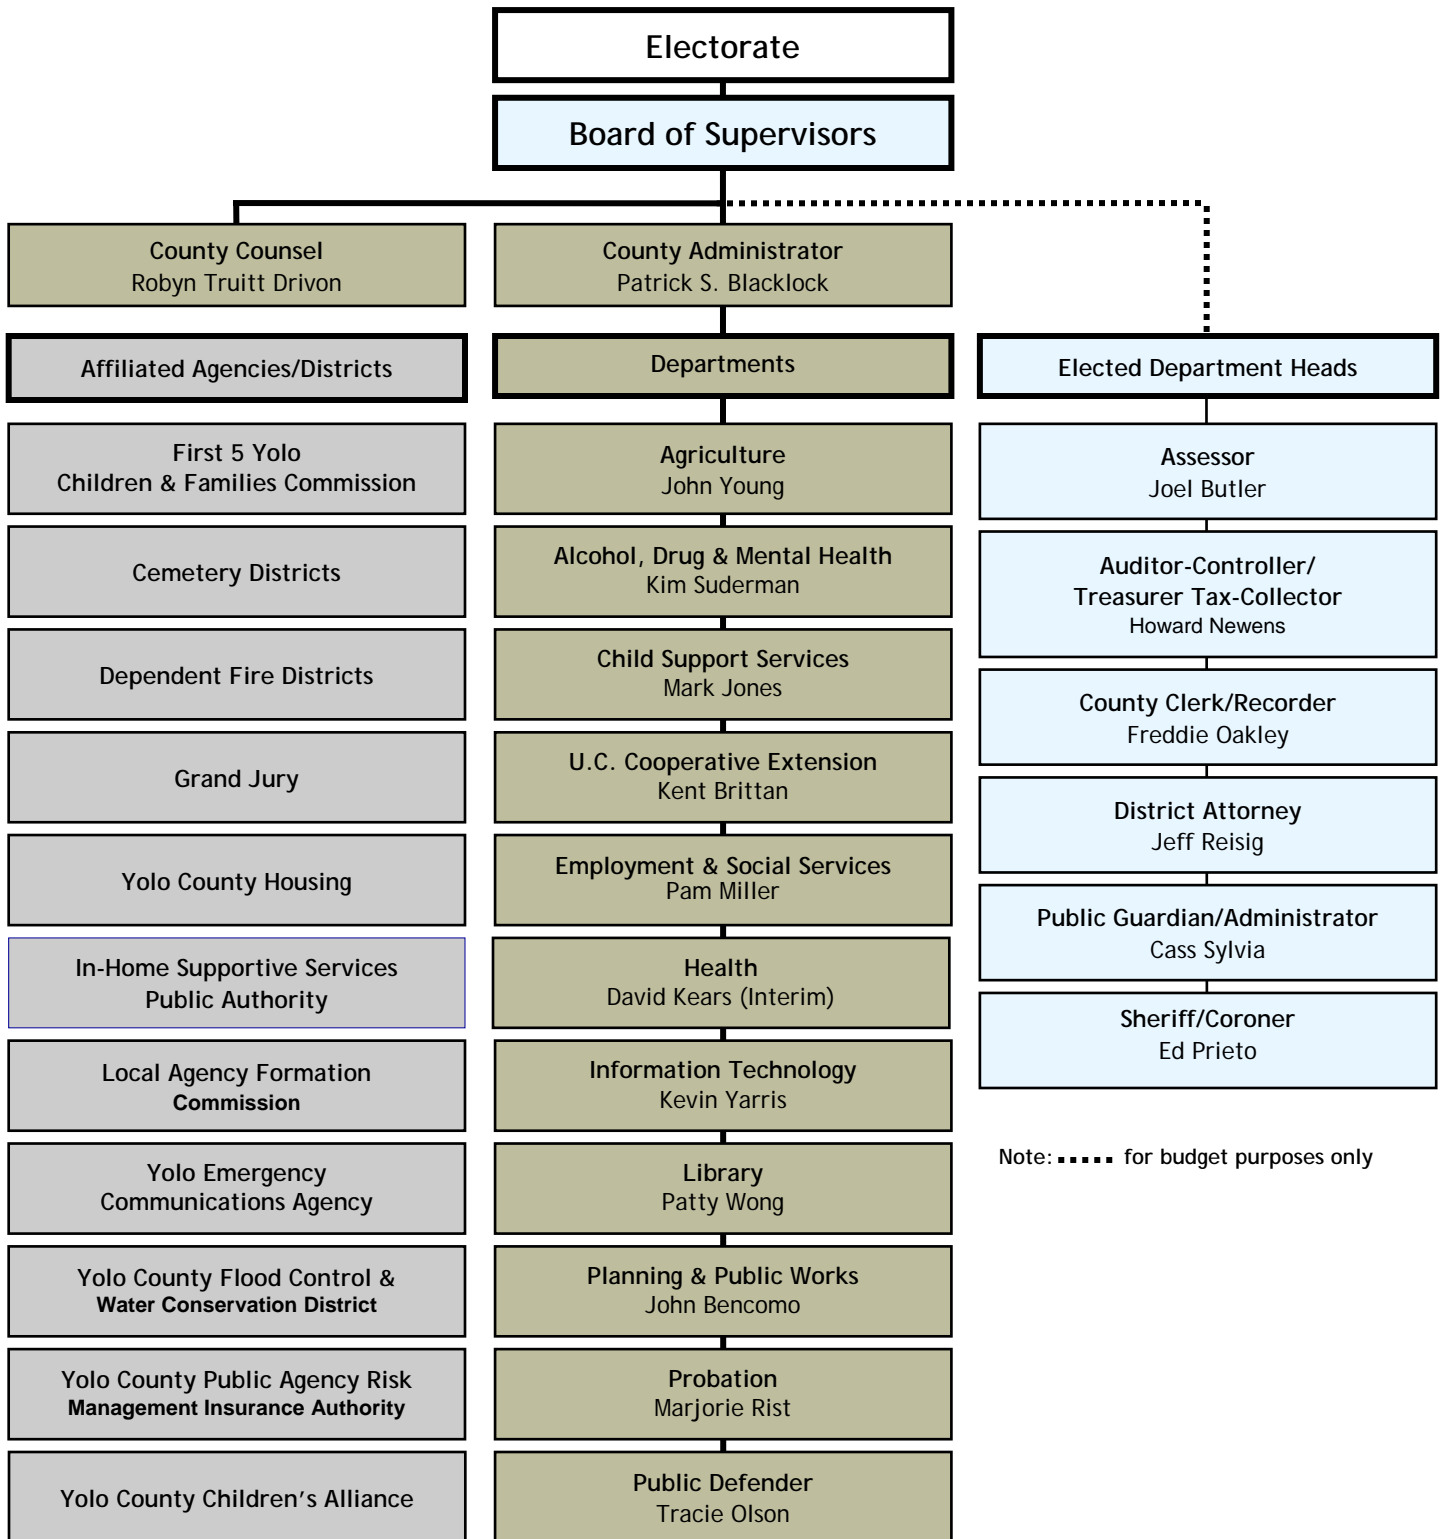 Electorate
Board of Supervisors
County Counsel
Robyn Truitt Drivon
County Administrator
Patrick S. Blacklock
Affiliated Agencies/Districts
First 5 Yolo
Children & Families Commission
Cemetery Districts
Dependent Fire Districts
Grand Jury
Yolo County Housing
In-Home Supportive Services
Public Authority
Local Agency Formation
Commission
Yolo Emergency
Communications Agency
Yolo County Flood Control &
Water Conservation District
Yolo County Public Agency Risk
Management Insurance Authority
Yolo County Children's Alliance
Departments
Agriculture
John Young
Alcohol, Drug & Mental Health
Kim Suderman
Child Support Services
Mark Jones
U.C. Cooperative Extension
Kent Brittan
Employment & Social Services
Pam Miller
Health
David Kears (Interim)
Information Technology
Kevin Yarris
Library
Patty Wong
Planning & Public Works
John Bencomo
Probation
Marjorie Rist
Public Defender
Tracie Olson
Elected Department Heads
Assessor
Joel Butler
Auditor-Controller/
Treasurer Tax-Collector
Howard Newens
County Clerk/Recorder
Freddie Oakley
District Attorney
Jeff Reisig
Public Guardian/Administrator
Cass Sylvia
Sheriff/Coroner
Ed Prieto
Note: for budget purposes only